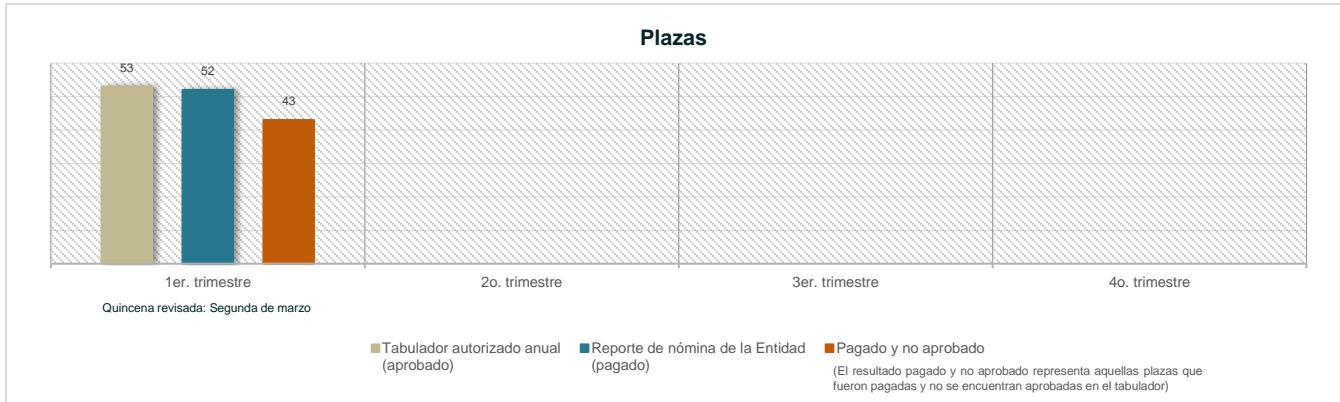 Plazas
53
52
43
1er. trimestre
2o. trimestre
3er. trimestre
4o. trimestre
Quincena revisada: Segunda de marzo
Tabulador autorizado anual
(aprobado)
Reporte de nómina de la Entidad
(pagado)
Pagado y no aprobado
(El resultado pagado y no aprobado representa aquellas plazas que
fueron pagadas y no se encuentran aprobadas en el tabulador)